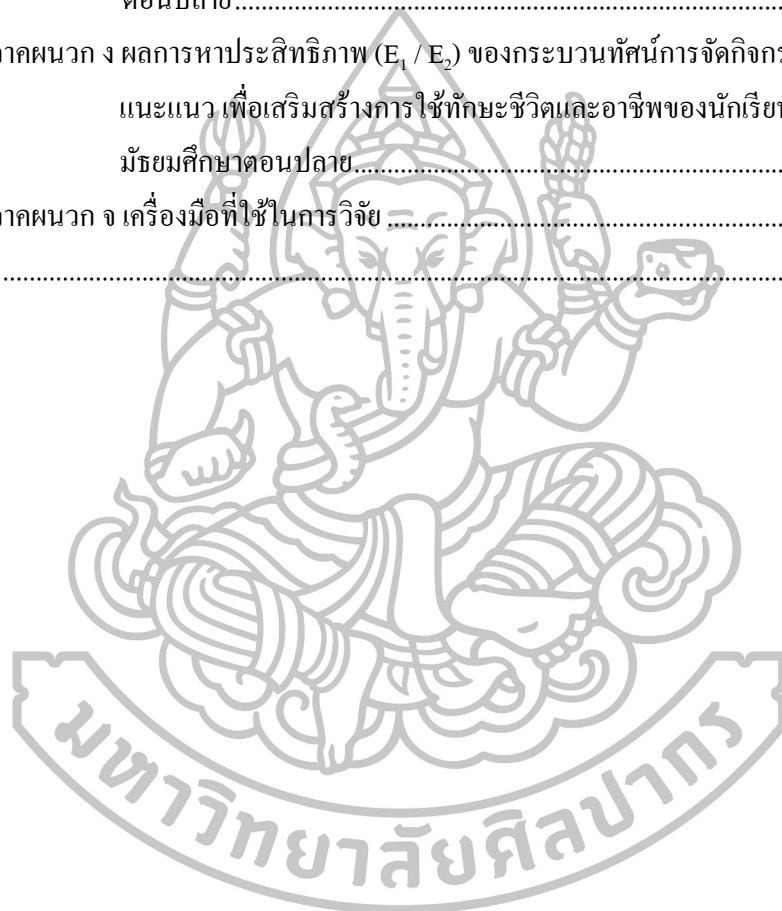 ตอนปลาย
าคผนวก ง ผลการหาประสิทธิภาพ (E₁ / E₂) ของกระบวนทัศน์การจัดกิจกร
แนะแนว เพื่อเสริมสร้างการใช้ทักษะชีวิตและอาชีพของนักเรียน
มัธยมศึกษาตอนปลาย
าคผนวก จ เครื่องมือที่ใช้ในการวิจัย
มหาวิทยาลัยศิลปากร